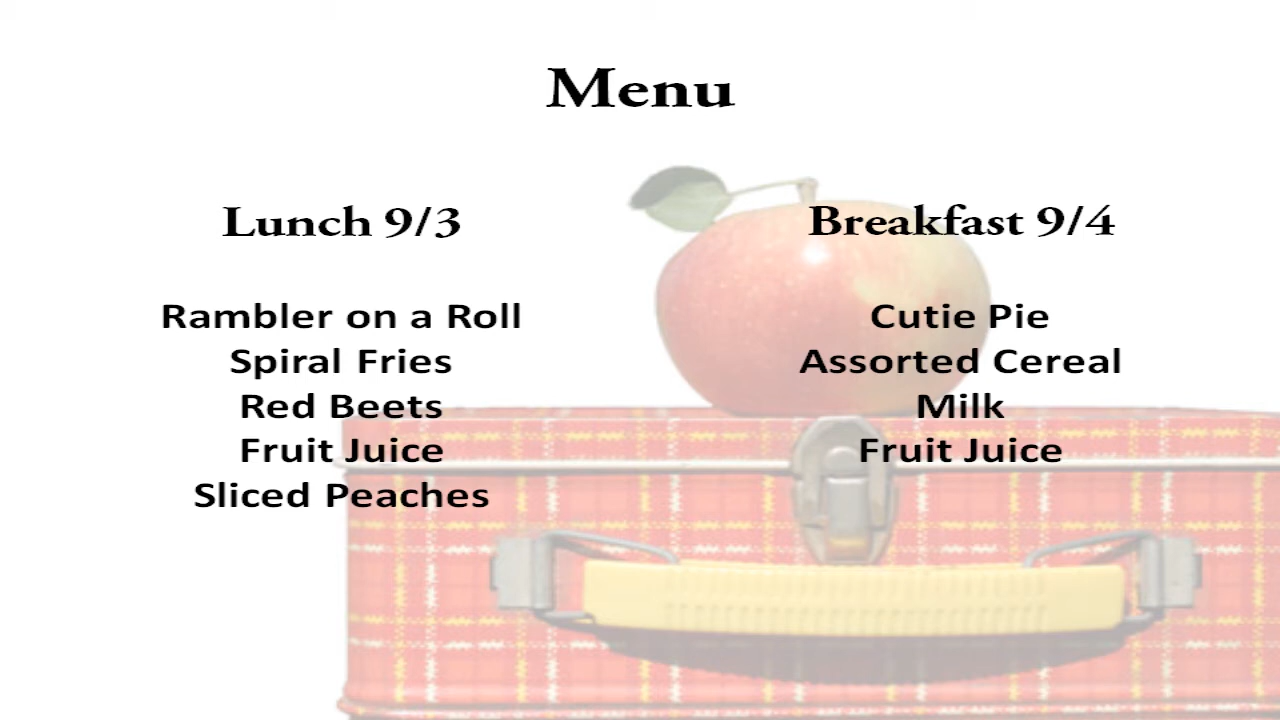 Menu
Lunch 9/3
Rambler on a Roll
Spiral Fries
Red Beets
Fruit Juice
Sliced Peaches
Breakfast 9/4
Cutie Pie
Assorted Cereal
Milk
Fruit Juice